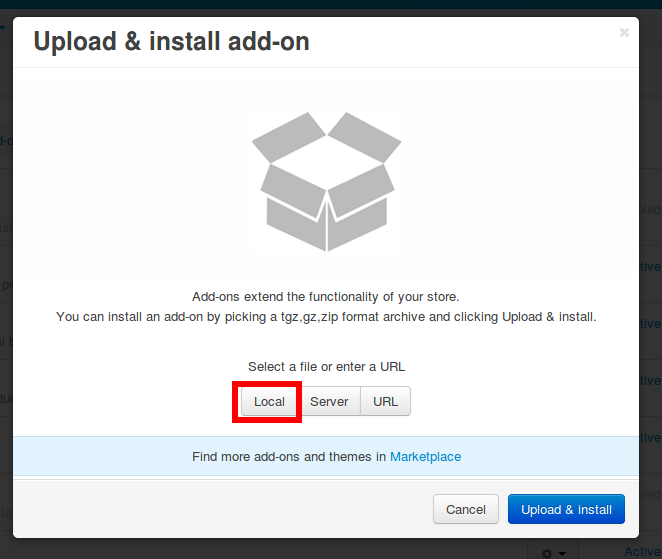 Upload & install add-on
×
Add-ons extend the functionality of your store.
You can install an add-on by picking a tgz,gz,zip format archive and clicking Upload & install.
Select a file or enter a URL
Local Server URL
Find more add-ons and themes in Marketplace
Cancel Upload & install
Active